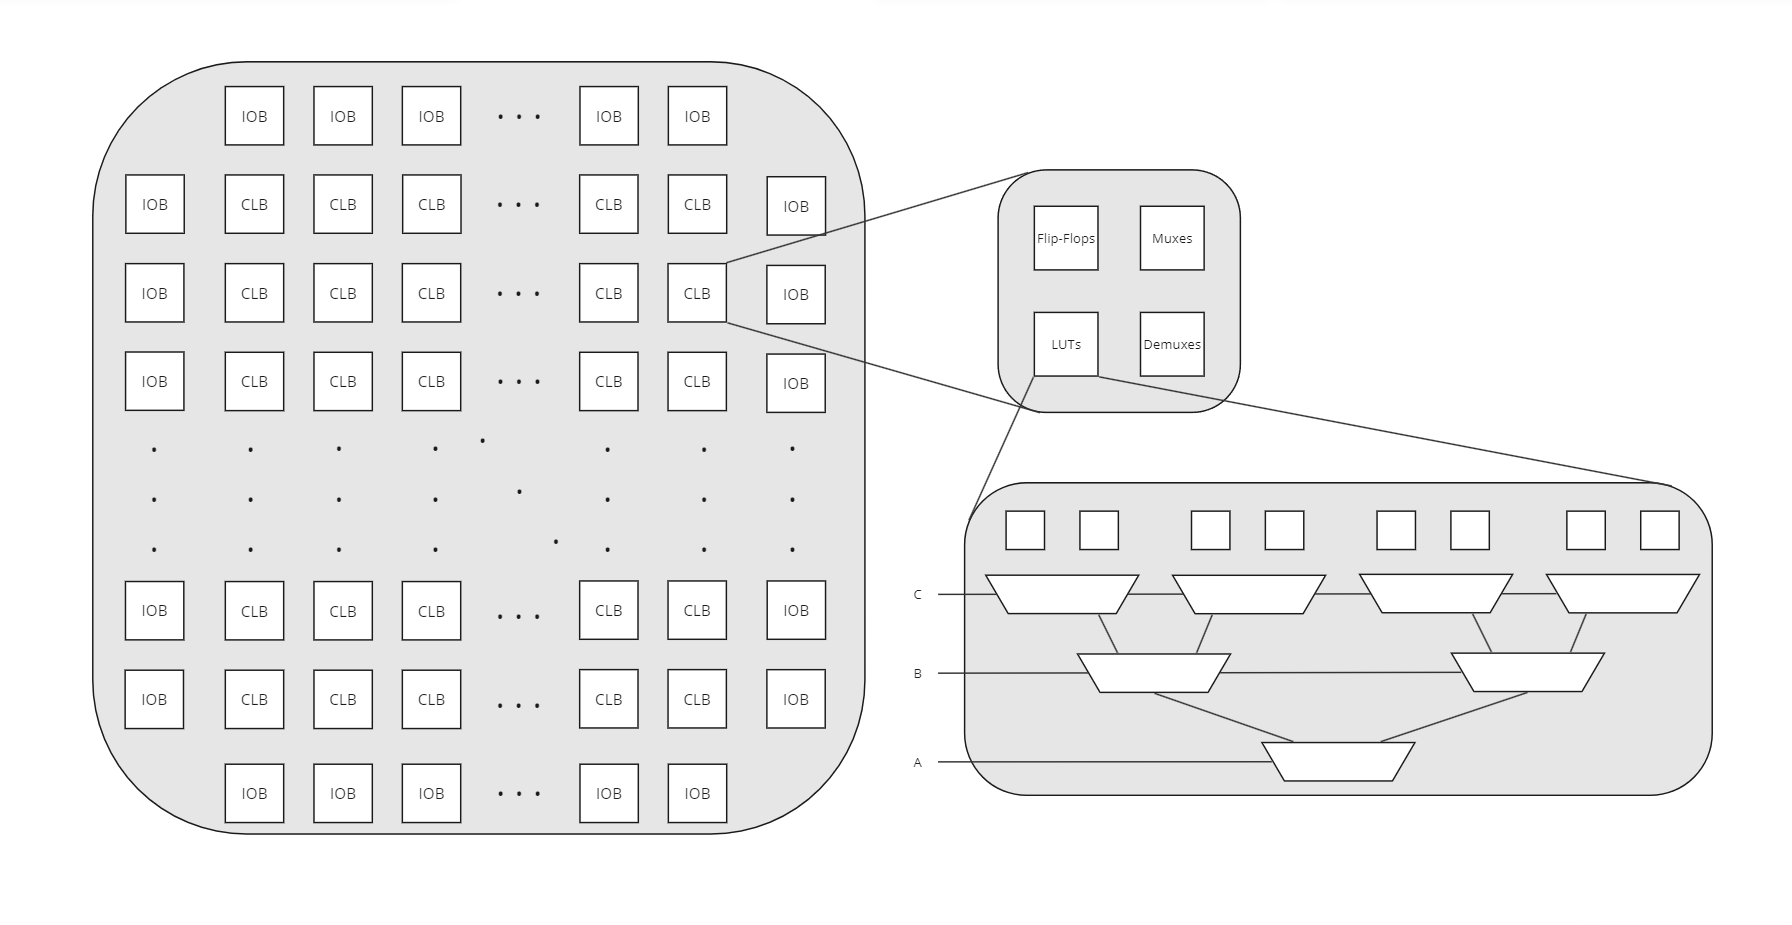 IOB IOB IOB . . . IOB IOB
IOB CLB CLB CLB . . . CLB CLB IOB
IOB CLB CLB CLB . . . CLB CLB IOB
IOB CLB CLB CLB . . . CLB CLB IOB
IOB CLB CLB CLB . . . CLB CLB IOB
IOB CLB CLB CLB . . . CLB CLB IOB
IOB IOB IOB . . . IOB IOB
Flip-Flops Muxes
LUTs Demuxes
C
B
A